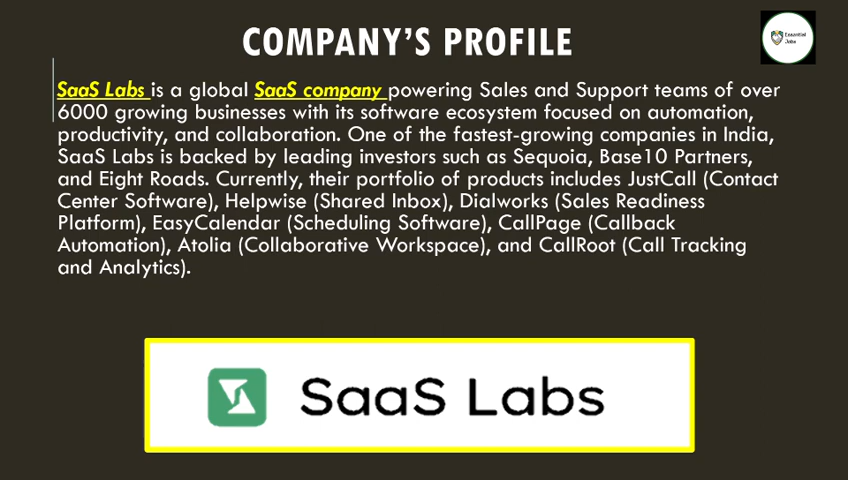 COMPANY'S PROFILE
Essential
Jobs
SaaS Labs is a global SaaS company powering Sales and Support teams of over
6000 growing businesses with its software ecosystem focused on automation,
productivity, and collaboration. One of the fastest-growing companies in India,
SaaS Labs is backed by leading investors such as Sequoia, Base10 Partners,
and Eight Roads. Currently, their portfolio of products includes JustCall (Contact
Center Software), Helpwise (Shared Inbox), Dialworks (Sales Readiness
Platform), EasyCalendar (Scheduling Software), CallPage (Callback
Automation), Atolia (Collaborative Workspace), and CallRoot (Call Tracking
and Analytics).
SaaS Labs